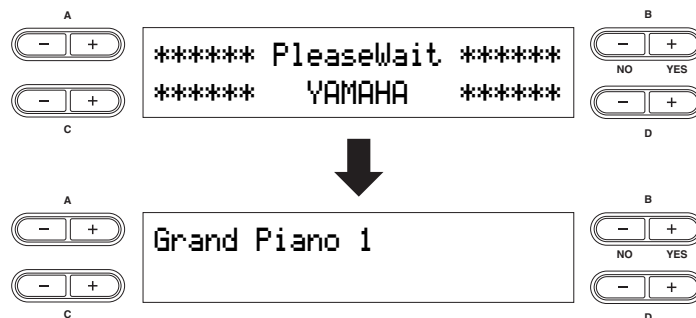 A B
- + ****** PleaseWait ****** - +
NO YES
- + ****** YAMAHA ****** - +
C D
A B
- + Grand Piano 1 - +
NO YES
- + - +
C D